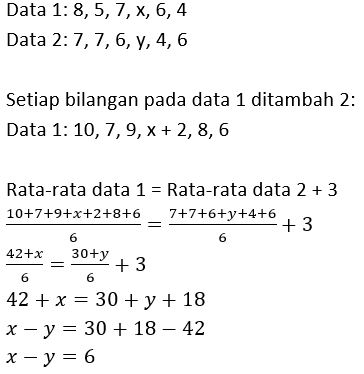 Data 1: 8, 5, 7, x, 6, 4
Data 2: 7, 7, 6, y, 4, 6
Setiap bilangan pada data 1 ditambah 2:
Data 1: 10, 7, 9, x + 2, 8, 6
Rata-rata data 1 = Rata-rata data 2 + 3
(10+7+9+x+2+8+6)/6 = (7+7+6+y+4+6)/6 + 3
(42+x)/6 = (30+y)/6 + 3
42 + x = 30 + y + 18
x − y = 30 + 18 − 42
x − y = 6